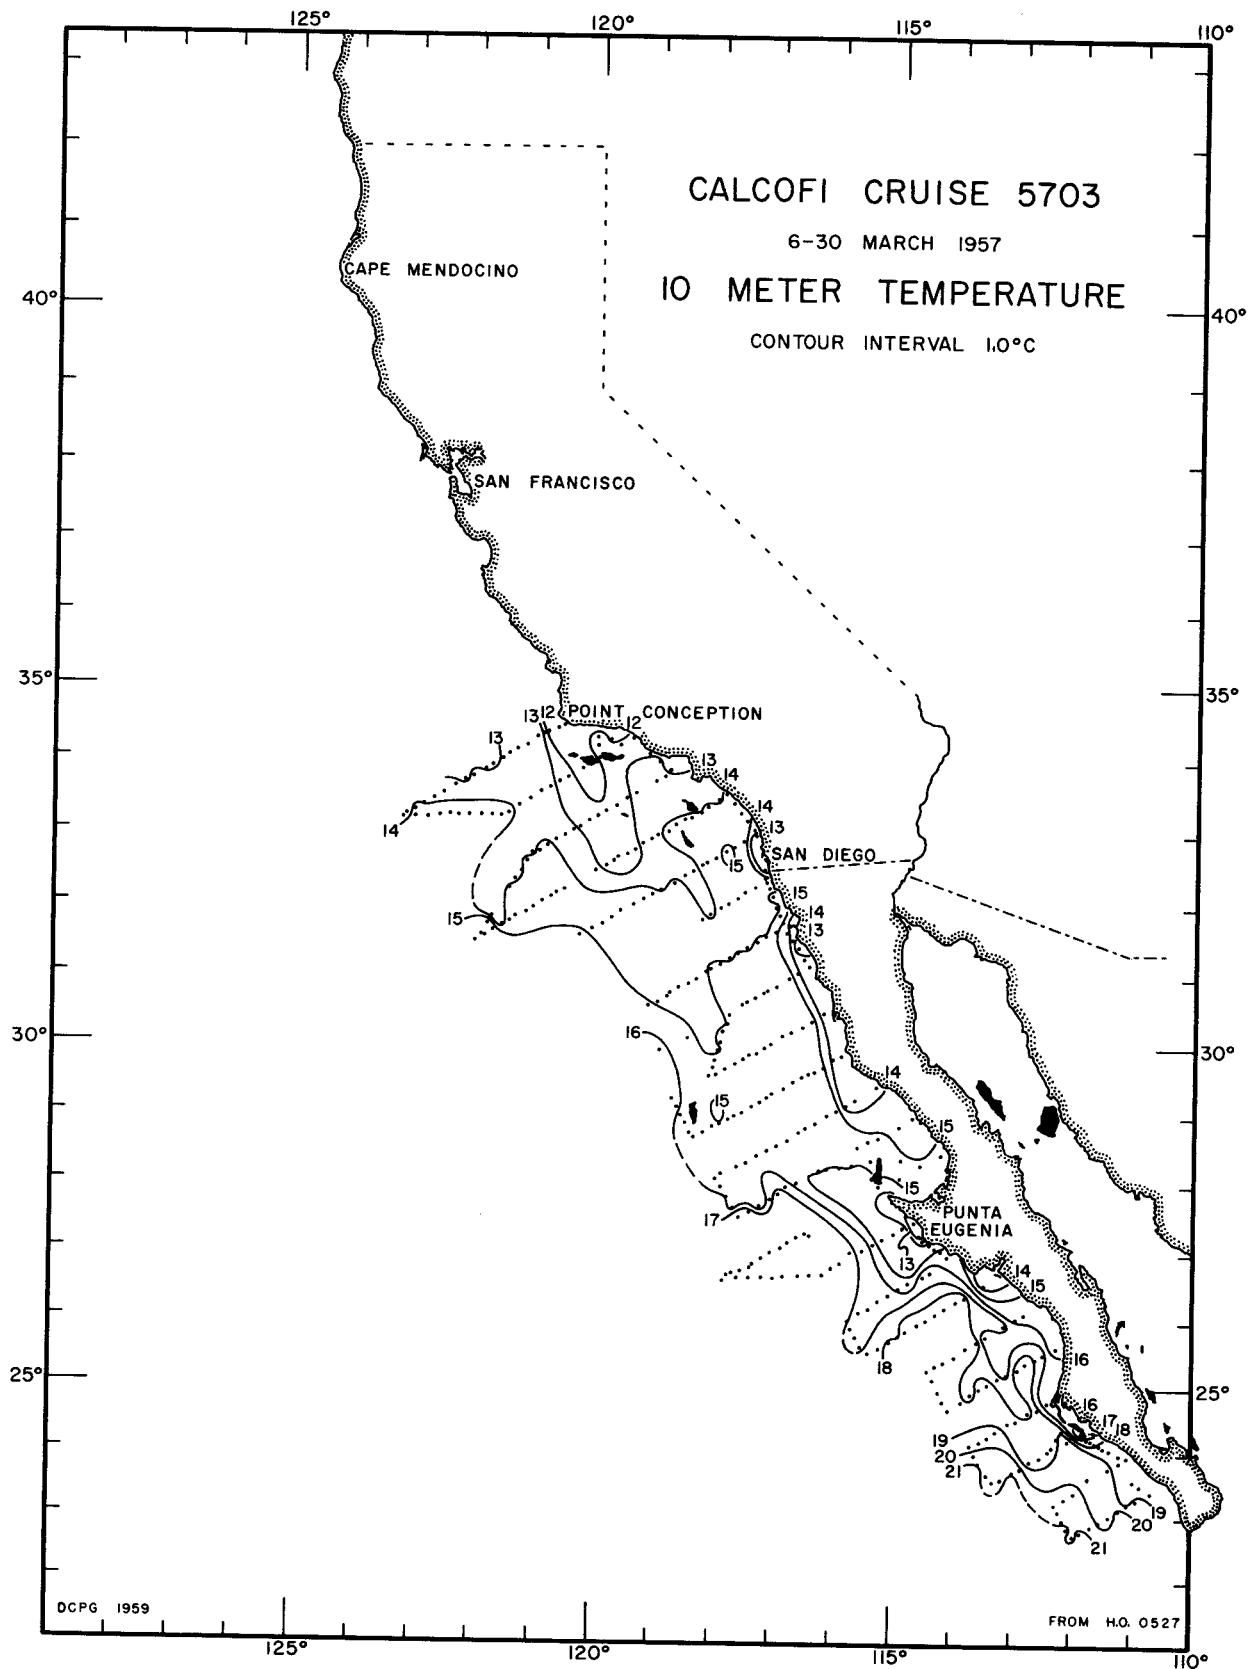 125° 120° 115° 110°
CALCOFI CRUISE 5703
6-30 MARCH 1957
CAPE MENDOCINO
10 METER TEMPERATURE
40° 40°
CONTOUR INTERVAL 1.0°C
SAN FRANCISCO
35° 35°
13 12 POINT CONCEPTION
12
13
13
14
14
14
13
SAN DIEGO
15
15
15
14
13
16
30° 30°
14
15
15
15
17
PUNTA
EUGENIA
13
14
15
18
16
25° 25°
16
17 18
19
20
21
19
20
21
DCPG 1959
FROM H.O. 0527
125° 120° 115° 110°